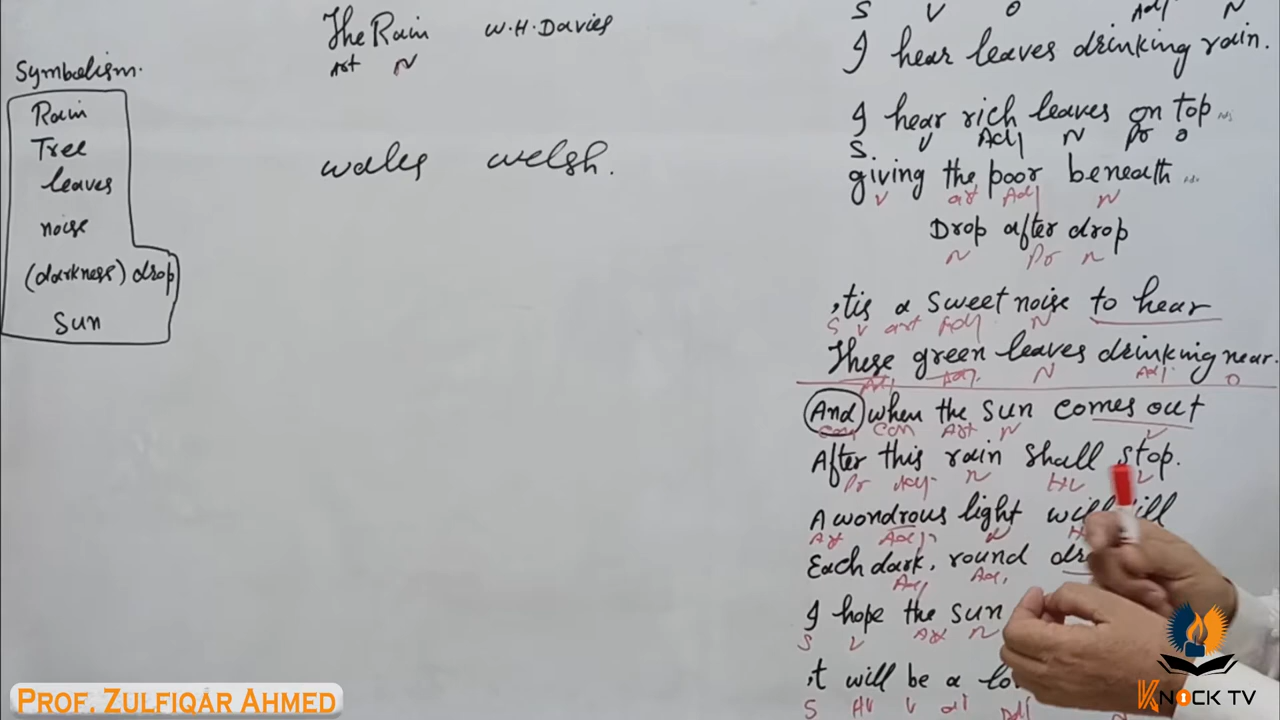 The Rain W.H. Davies
Art N
Symbolism.
Rain
Tree
leaves
noise
(darkness) drop
Sun
wales welsh.
S V O Adj N
I hear leaves drinking rain.
I hear rich leaves on top
S. V Adj N Pr O
giving the poor beneath
V art Adj N
Drop after drop
N Pr n
,tis a sweet noise to hear
S V art Adj. N
These green leaves drinking near.
Adj Adj. N Adj. O
And when the sun comes out
Con Con Art N V
After this rain shall stop.
Pr Adj. n HV V
A wondrous light will
Art Adj. N H
Each dark, round
Adj Adj.
I hope the sun
S V Art N
,t will be a
S HV V at Adj
PROF. ZULFIQAR AHMED
KNOCK TV